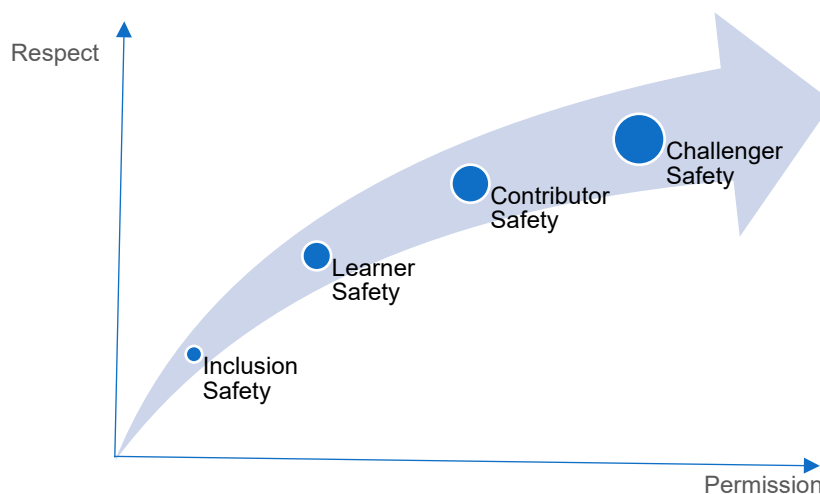 Respect
Challenger
Safety
Contributor
Safety
Learner
Safety
Inclusion
Safety
Permission